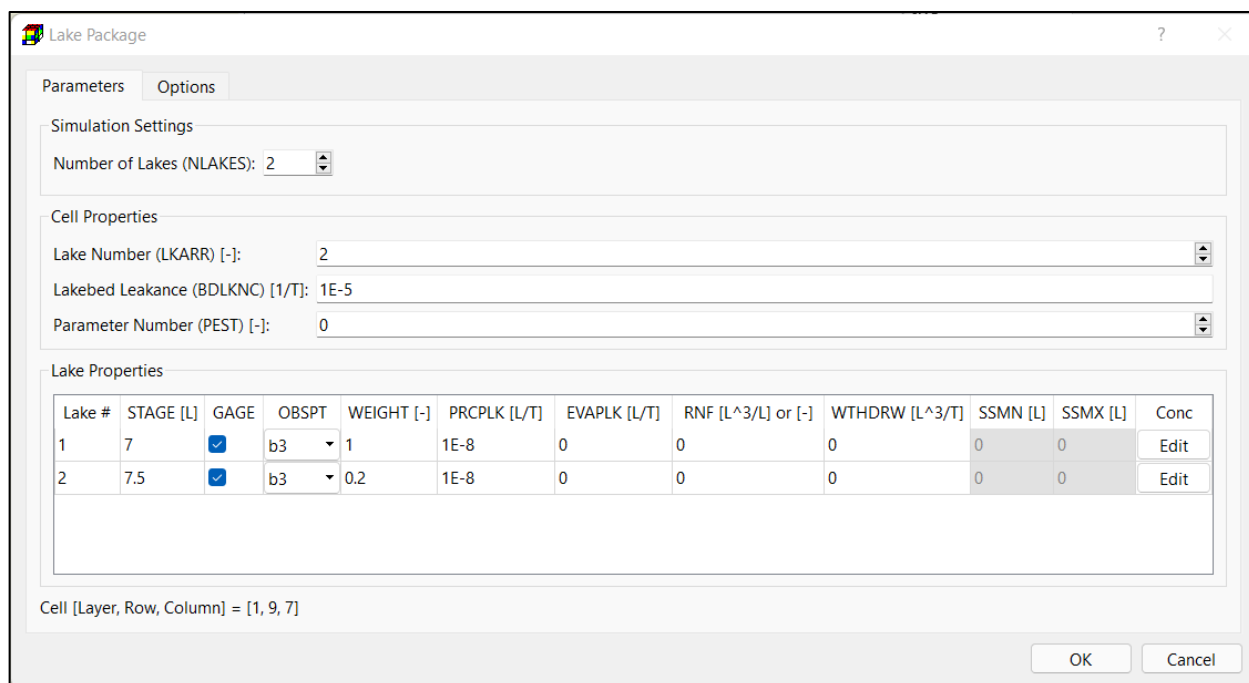 Lake Package ?
Parameters Options
Simulation Settings
Number of Lakes (NLAKES): 2
Cell Properties
Lake Number (LKARR) [-]: 2
Lakebed Leakance (BDLKNC) [1/T]: 1E-5
Parameter Number (PEST) [-]: 0
Lake Properties
Lake # STAGE [L] GAGE OBSPT WEIGHT [-] PRCPLK [L/T] EVAPLK [L/T] RNF [L^3/L] or [-] WTHDRW [L^3/T] SSMN [L] SSMX [L] Conc
1 7 b3 1 1E-8 0 0 0 0 0 Edit
2 7.5 b3 0.2 1E-8 0 0 0 0 0 Edit
Cell [Layer, Row, Column] = [1, 9, 7]
OK Cancel